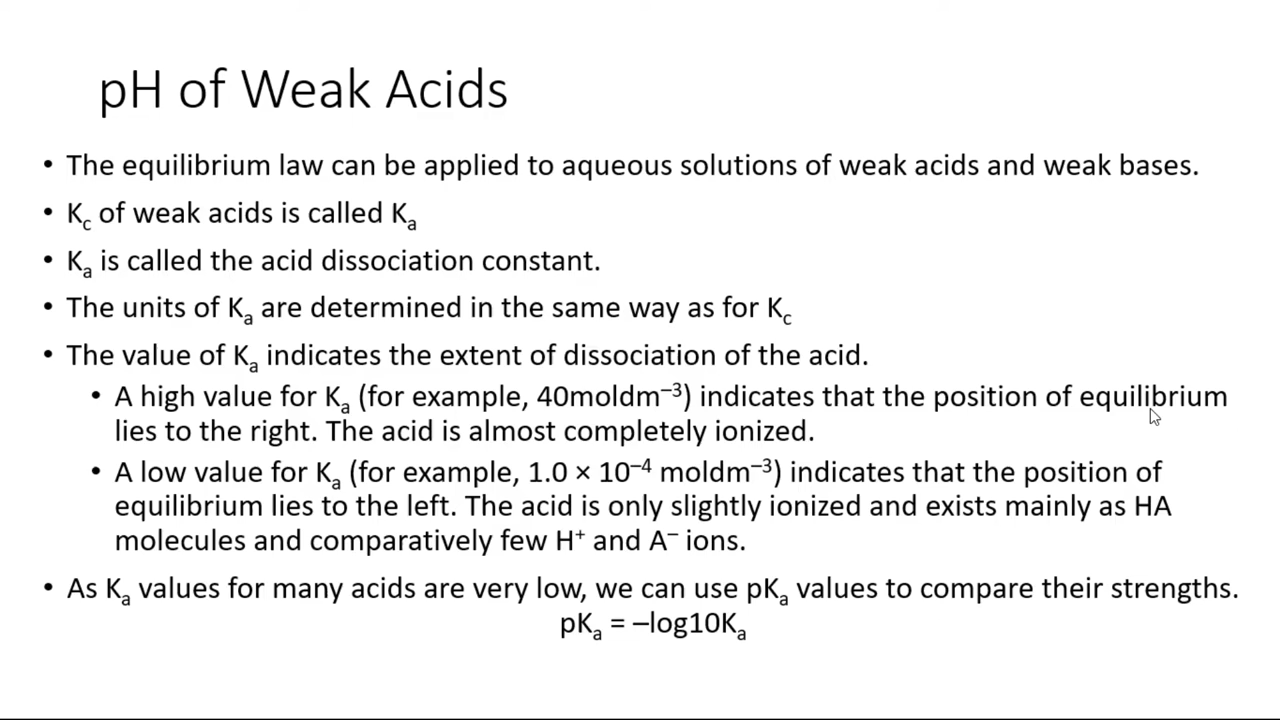 pH of Weak Acids
• The equilibrium law can be applied to aqueous solutions of weak acids and weak bases.
• Kc of weak acids is called Ka
• Ka is called the acid dissociation constant.
• The units of Ka are determined in the same way as for Kc
• The value of Ka indicates the extent of dissociation of the acid.
• A high value for Ka (for example, 40moldm⁻³) indicates that the position of equilibrium
lies to the right. The acid is almost completely ionized.
• A low value for Ka (for example, 1.0 × 10⁻⁴ moldm⁻³) indicates that the position of
equilibrium lies to the left. The acid is only slightly ionized and exists mainly as HA
molecules and comparatively few H⁺ and A⁻ ions.
• As Ka values for many acids are very low, we can use pKa values to compare their strengths.
pKa = –log10Ka